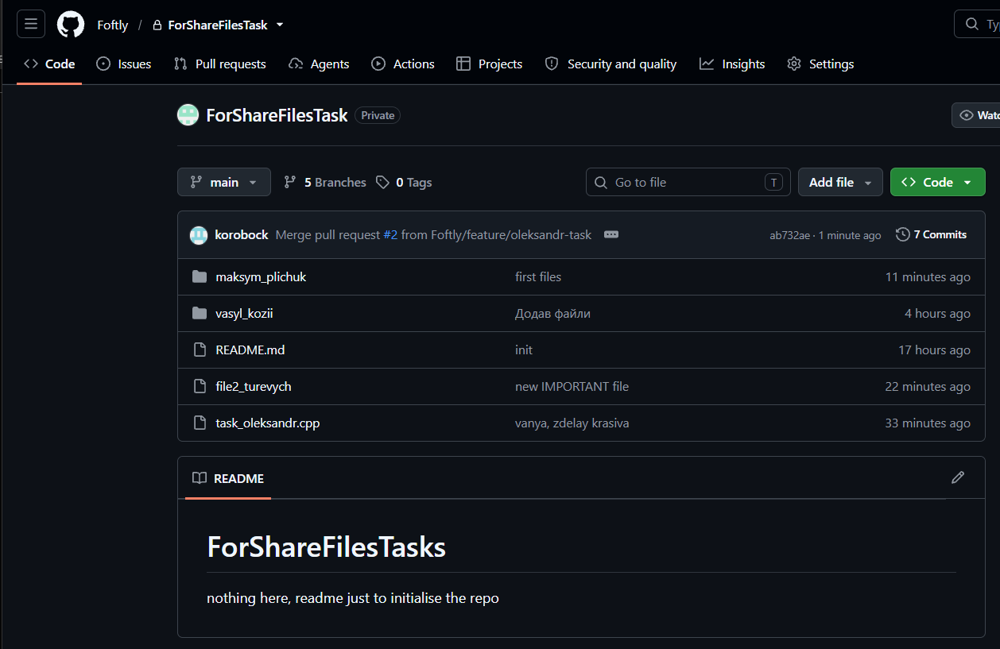 Foftly / ForShareFilesTask
Code Issues Pull requests Agents Actions Projects Security and quality Insights Settings
ForShareFilesTask Private
main 5 Branches 0 Tags Go to file T Add file Code
korobock Merge pull request #2 from Foftly/feature/oleksandr-task ab732ae · 1 minute ago 7 Commits
maksym_plichuk first files 11 minutes ago
vasyl_kozii Додав файли 4 hours ago
README.md init 17 hours ago
file2_turevych new IMPORTANT file 22 minutes ago
task_oleksandr.cpp vanya, zdelay krasiva 33 minutes ago
README
ForShareFilesTasks
nothing here, readme just to initialise the repo